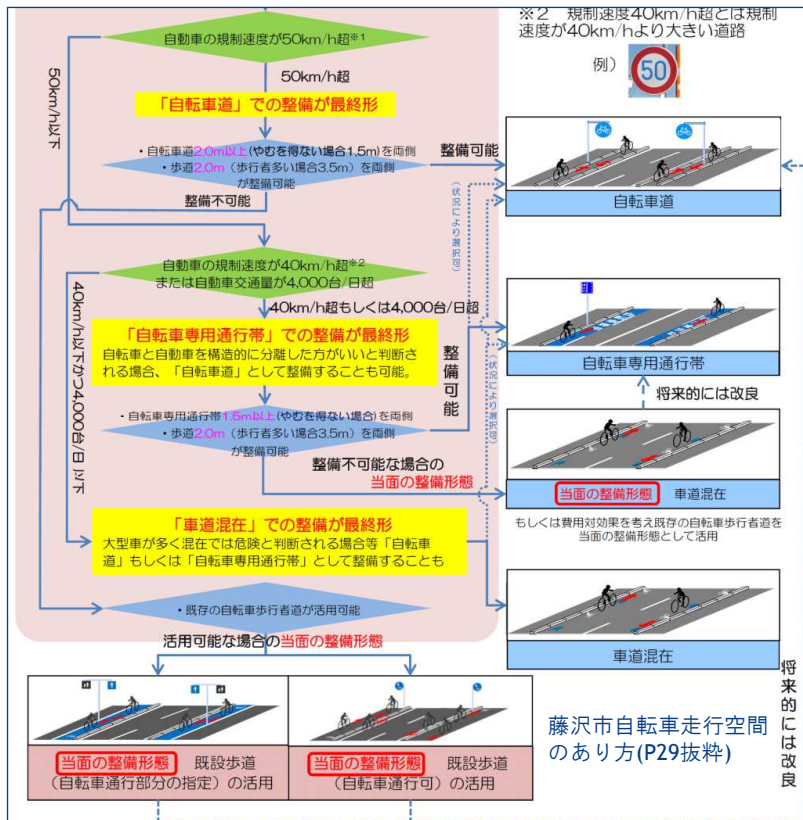 ※2 規制速度40km/h超とは規制
速度が40km/hより大きい道路
例)
50
自動車の規制速度が50km/h超※1
50km/h以下
50km/h超
「自転車道」での整備が最終形
・自転車道2.0m以上(やむを得ない場合1.5m)を両側
・歩道2.0m(歩行者多い場合3.5m)を両側
が整備可能
整備可能
整備不可能
自転車道
(状況により選択可)
自動車の規制速度が40km/h超※2
または自動車交通量が4,000台/日超
40km/h以下かつ4,000台/日以下
40km/h超もしくは4,000台/日超
「自転車専用通行帯」での整備が最終形
自転車と自動車を構造的に分離した方がいいと判断さ
れる場合、「自転車道」として整備することも可能。
整備可能
自転車専用通行帯
(状況により選択可)
将来的には改良
・自転車専用通行帯1.5m以上(やむを得ない場合)を両側
・歩道2.0m(歩行者多い場合3.5m)を両側
が整備可能
整備不可能な場合の
当面の整備形態
当面の整備形態 車道混在
もしくは費用対効果を考え既存の自転車歩行者道を
当面の整備形態として活用
「車道混在」での整備が最終形
大型車が多く混在では危険と判断される場合等「自転車
道」もしくは「自転車専用通行帯」として整備することも
・既存の自転車歩行者道が活用可能
車道混在
活用可能な場合の当面の整備形態
将来的には改良
当面の整備形態 既設歩道
(自転車通行部分の指定)の活用
当面の整備形態 既設歩道
(自転車通行可)の活用
藤沢市自転車走行空間
のあり方(P29抜粋)